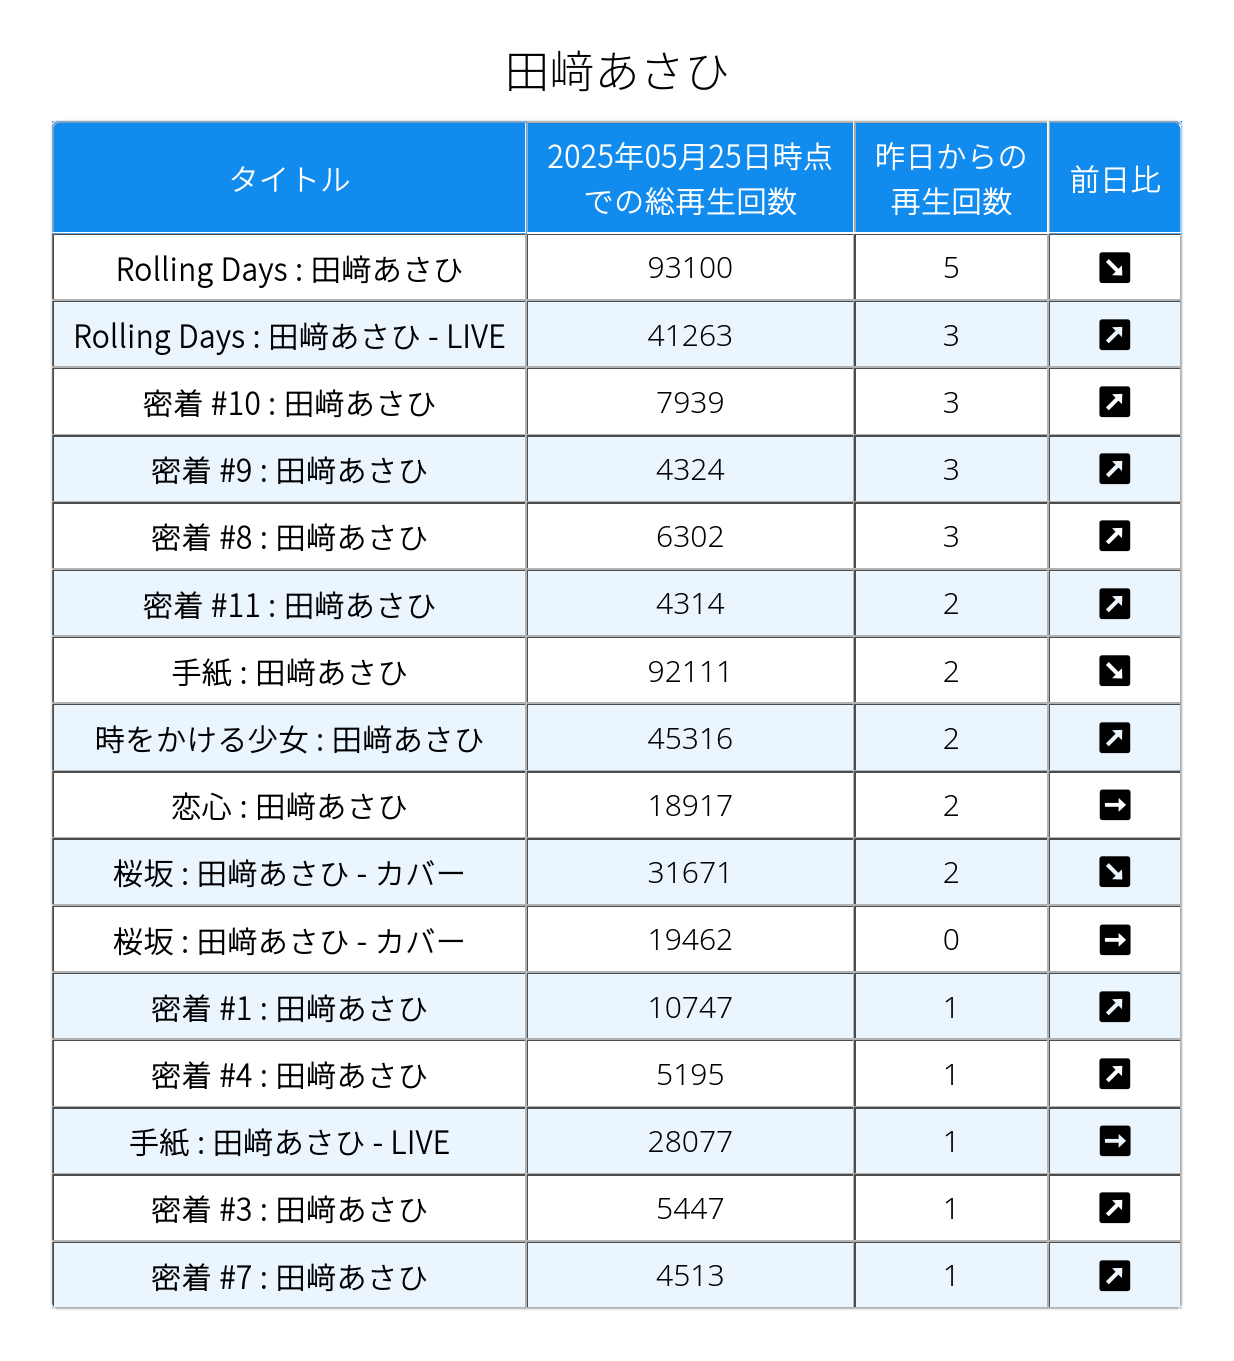 田﨑あさひ
タイトル 2025年05月25日時点での総再生回数 昨日からの再生回数 前日比
Rolling Days : 田﨑あさひ 93100 5 ↘
Rolling Days : 田﨑あさひ - LIVE 41263 3 ↗
密着 #10 : 田﨑あさひ 7939 3 ↗
密着 #9 : 田﨑あさひ 4324 3 ↗
密着 #8 : 田﨑あさひ 6302 3 ↗
密着 #11 : 田﨑あさひ 4314 2 ↗
手紙 : 田﨑あさひ 92111 2 ↘
時をかける少女 : 田﨑あさひ 45316 2 ↗
恋心 : 田﨑あさひ 18917 2 →
桜坂 : 田﨑あさひ - カバー 31671 2 ↘
桜坂 : 田﨑あさひ - カバー 19462 0 →
密着 #1 : 田﨑あさひ 10747 1 ↗
密着 #4 : 田﨑あさひ 5195 1 ↗
手紙 : 田﨑あさひ - LIVE 28077 1 →
密着 #3 : 田﨑あさひ 5447 1 ↗
密着 #7 : 田﨑あさひ 4513 1 ↗